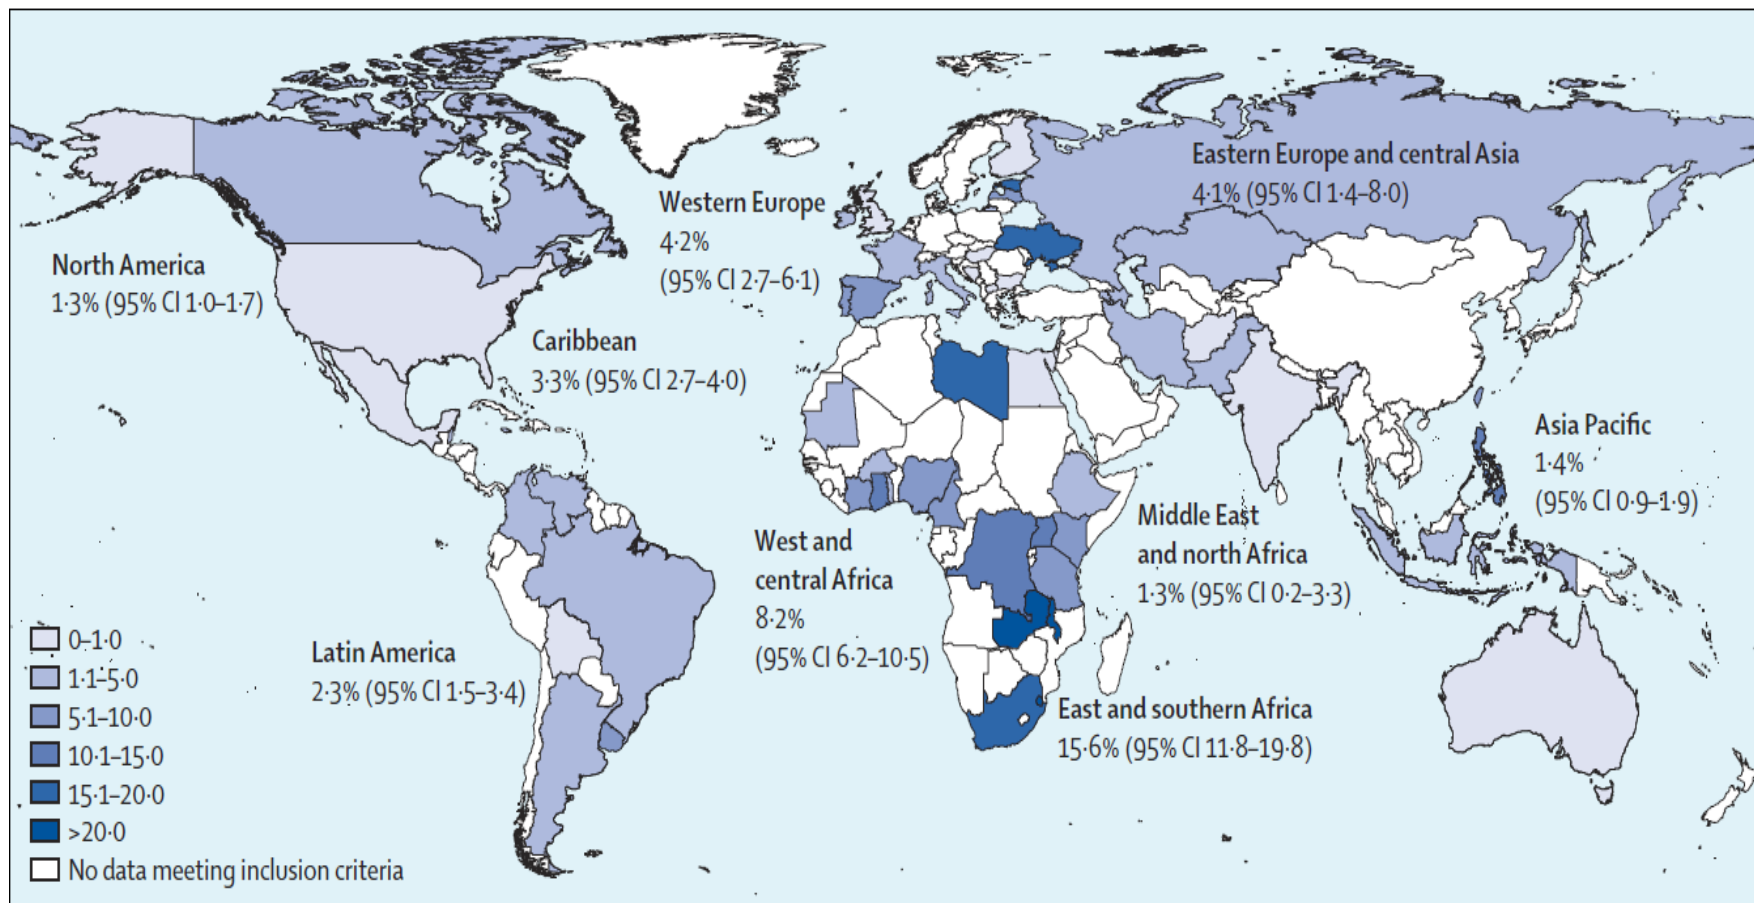 Eastern Europe and central Asia
4·1% (95% CI 1·4–8·0)
Western Europe
4·2%
(95% CI 2·7–6·1)
North America
1·3% (95% CI 1·0–1·7)
Caribbean
3·3% (95% CI 2·7–4·0)
Asia Pacific
1·4%
(95% CI 0·9–1·9)
Middle East
and north Africa
1·3% (95% CI 0·2–3·3)
West and
central Africa
8·2%
(95% CI 6·2–10·5)
Latin America
2·3% (95% CI 1·5–3·4)
East and southern Africa
15·6% (95% CI 11·8–19·8)
0–1·0
1·1–5·0
5·1–10·0
10·1–15·0
15·1–20·0
>20·0
No data meeting inclusion criteria